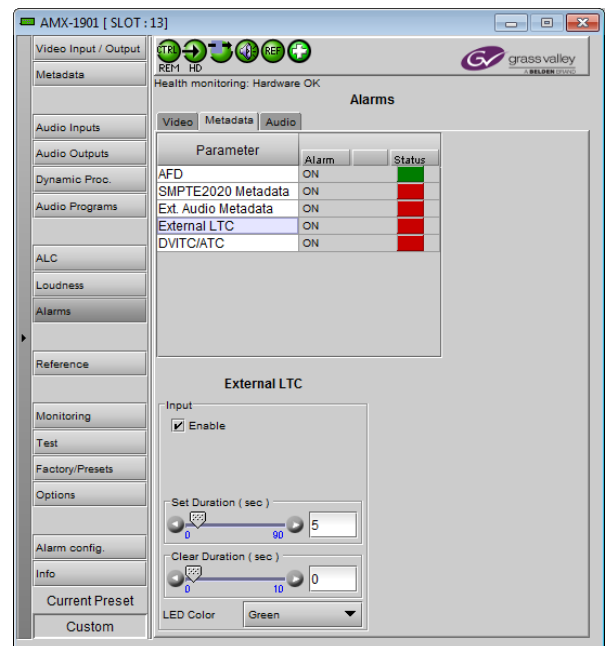 AMX-1901 [ SLOT : 13]
Video Input / Output
Metadata
Audio Inputs
Audio Outputs
Dynamic Proc.
Audio Programs
ALC
Loudness
Alarms
Reference
Monitoring
Test
Factory/Presets
Options
Alarm config.
Info
Current Preset
Custom
CTRL REF
REM HD
grass valley
A BELDEN BRAND
Health monitoring: Hardware OK
Alarms
Video Metadata Audio
Parameter Alarm Status
AFD ON
SMPTE2020 Metadata ON
Ext. Audio Metadata ON
External LTC ON
DVITC/ATC ON
External LTC
Input
Enable
Set Duration ( sec )
5
0 90
Clear Duration ( sec )
0
0 10
LED Color Green